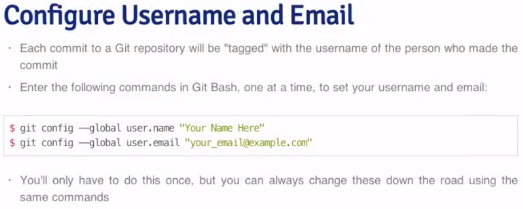 Configure Username and Email
· Each commit to a Git repository will be "tagged" with the username of the person who made the
commit
· Enter the following commands in Git Bash, one at a time, to set your username and email:
$ git config --global user.name "Your Name Here"
$ git config --global user.email "your_email@example.com"
· You'll only have to do this once, but you can always change these down the road using the
same commands